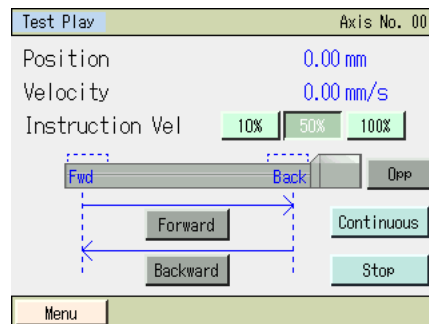 Test Play Axis No. 00
Position 0.00 mm
Velocity 0.00 mm/s
Instruction Vel 10% 50% 100%
Fwd Back Opp
Forward Continuous
Backward Stop
Menu